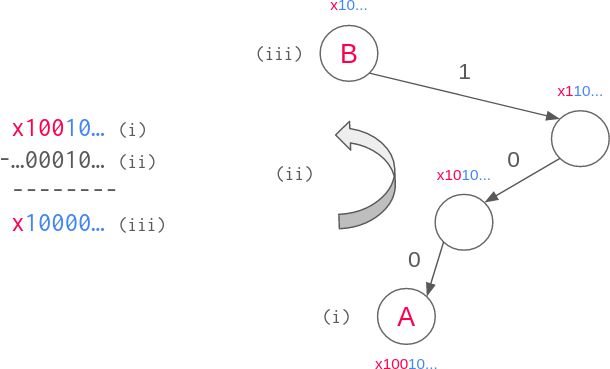 x10...
(iii)
B
1
x110...
x10010… (i)
-…00010… (ii)
--------
x10000… (iii)
(ii)
0
x1010...
0
(i)
A
x10010...